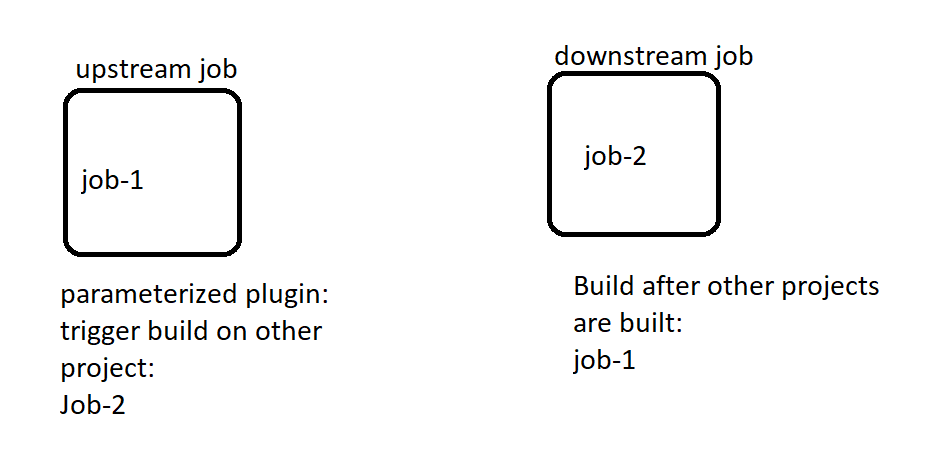 upstream job
job-1
parameterized plugin:
trigger build on other
project:
Job-2
downstream job
job-2
Build after other projects
are built:
job-1